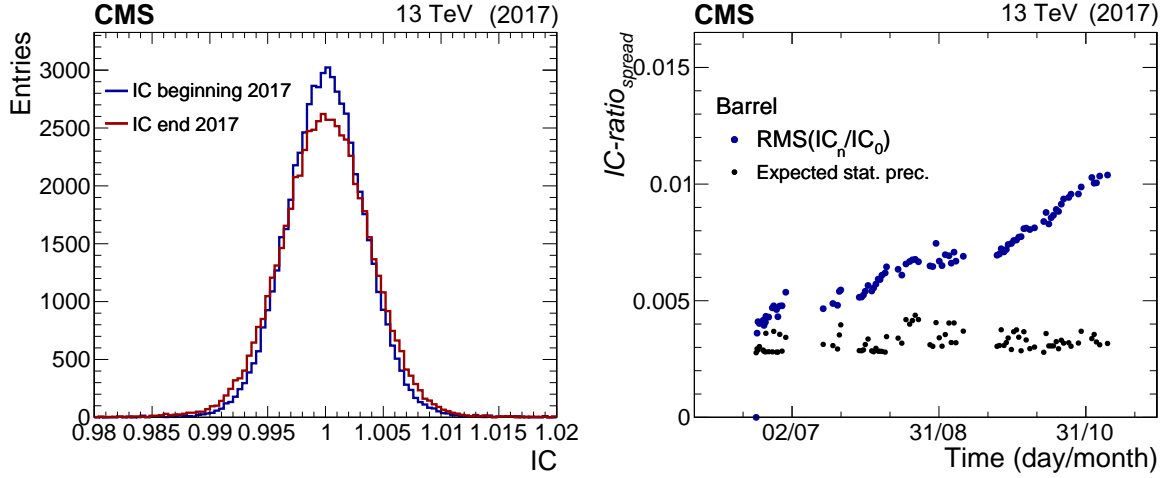 CMS 13 TeV (2017)
Entries
3000
2500
2000
1500
1000
500
0
IC beginning 2017
IC end 2017
0.98 0.985 0.99 0.995 1 1.005 1.01 1.015 1.02
IC
CMS 13 TeV (2017)
IC-ratio_spread
0.015
0.01
0.005
0
Barrel
RMS(IC_n/IC_0)
Expected stat. prec.
02/07 31/08 31/10
Time (day/month)